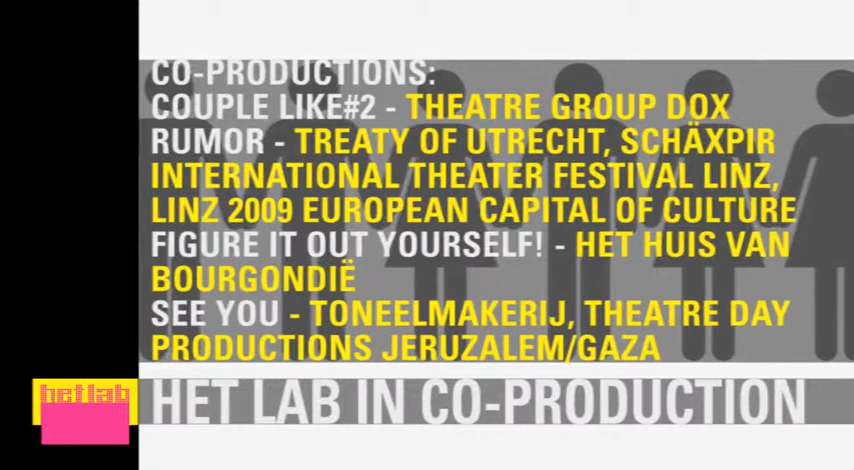 CO-PRODUCTIONS:
COUPLE LIKE#2 - THEATRE GROUP DOX
RUMOR - TREATY OF UTRECHT, SCHÄXPIR
INTERNATIONAL THEATER FESTIVAL LINZ,
LINZ 2009 EUROPEAN CAPITAL OF CULTURE
FIGURE IT OUT YOURSELF! - HET HUIS VAN
BOURGONDIË
SEE YOU - TONEELMAKERIJ, THEATRE DAY
PRODUCTIONS JERUZALEM/GAZA
hetlab
HET LAB IN CO-PRODUCTION